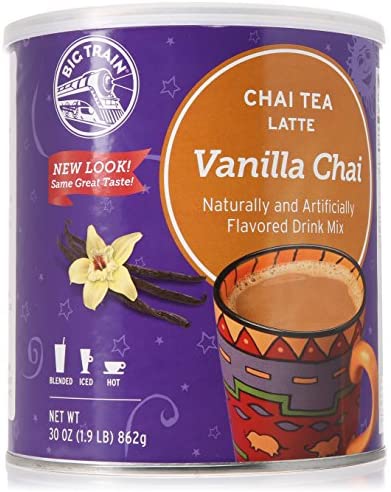 BIG TRAIN®
CHAI TEA
LATTE
Vanilla Chai
Naturally and Artificially
Flavored Drink Mix
NEW LOOK!
Same Great Taste!
BLENDED ICED HOT
NET WT
30 OZ (1.9 LB) 862g